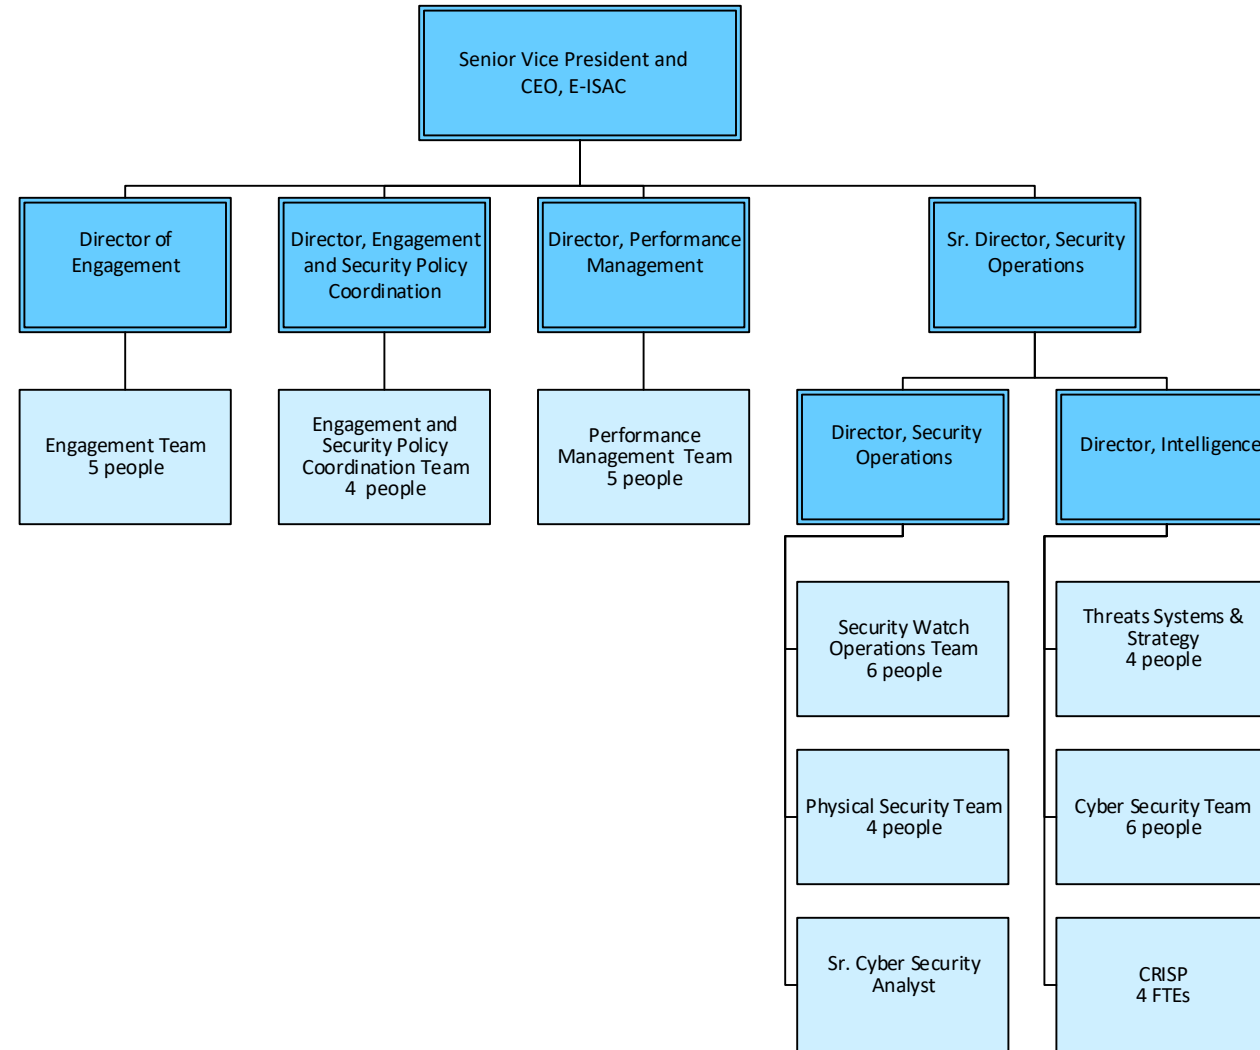 Senior Vice President and
CEO, E-ISAC
Director of
Engagement
Director, Engagement
and Security Policy
Coordination
Director, Performance
Management
Sr. Director, Security
Operations
Engagement Team
5 people
Engagement and
Security Policy
Coordination Team
4 people
Performance
Management Team
5 people
Director, Security
Operations
Director, Intelligence
Security Watch
Operations Team
6 people
Threats Systems &
Strategy
4 people
Physical Security Team
4 people
Cyber Security Team
6 people
Sr. Cyber Security
Analyst
CRISP
4 FTEs